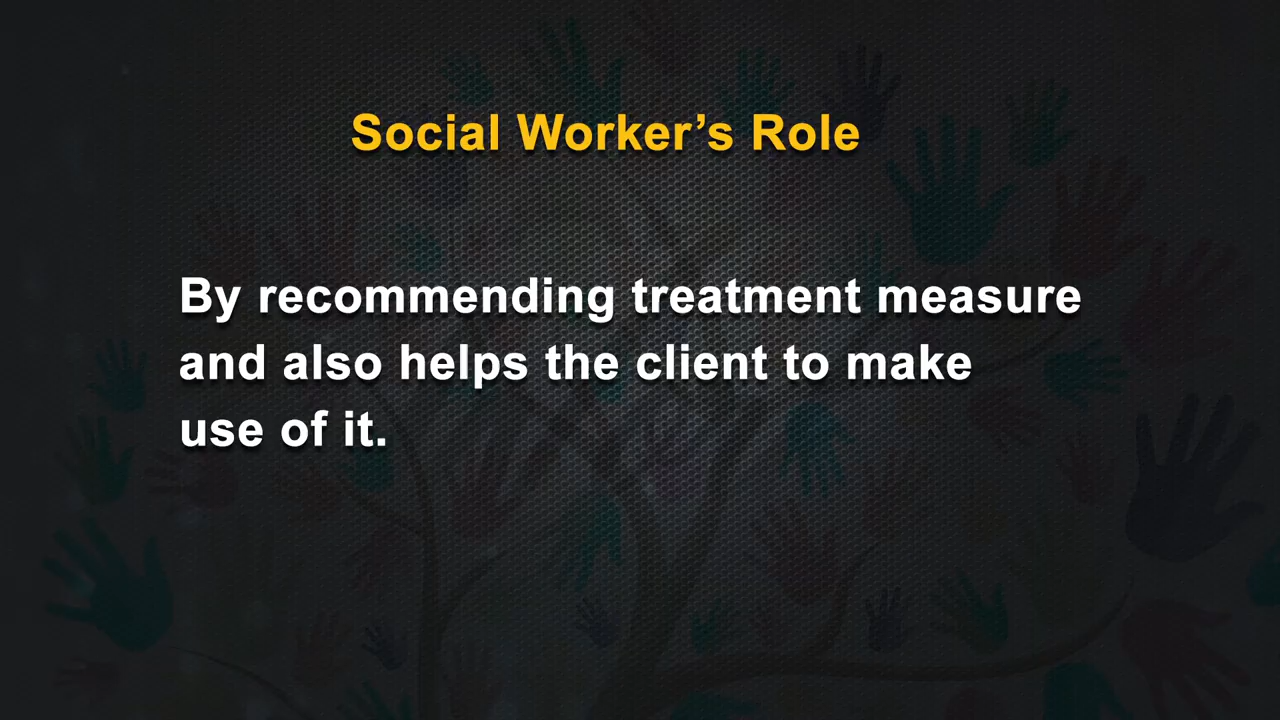 Social Worker’s Role
By recommending treatment measure
and also helps the client to make
use of it.